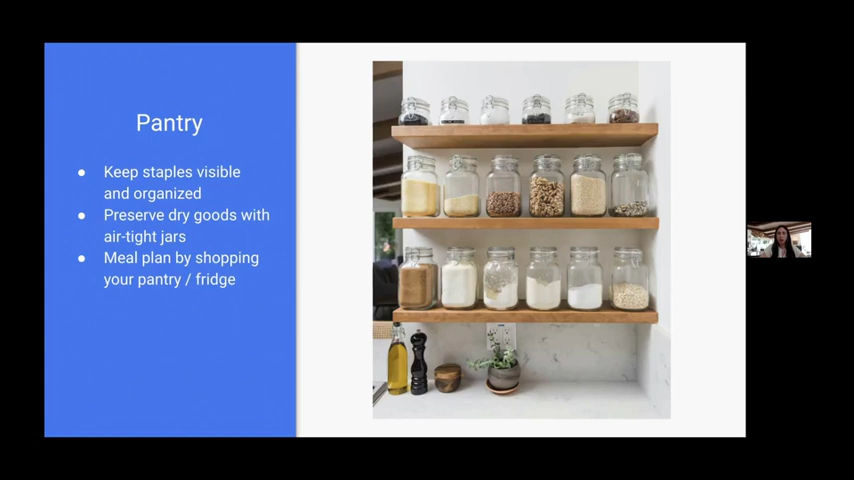 Pantry
● Keep staples visible
and organized
● Preserve dry goods with
air-tight jars
● Meal plan by shopping
your pantry / fridge